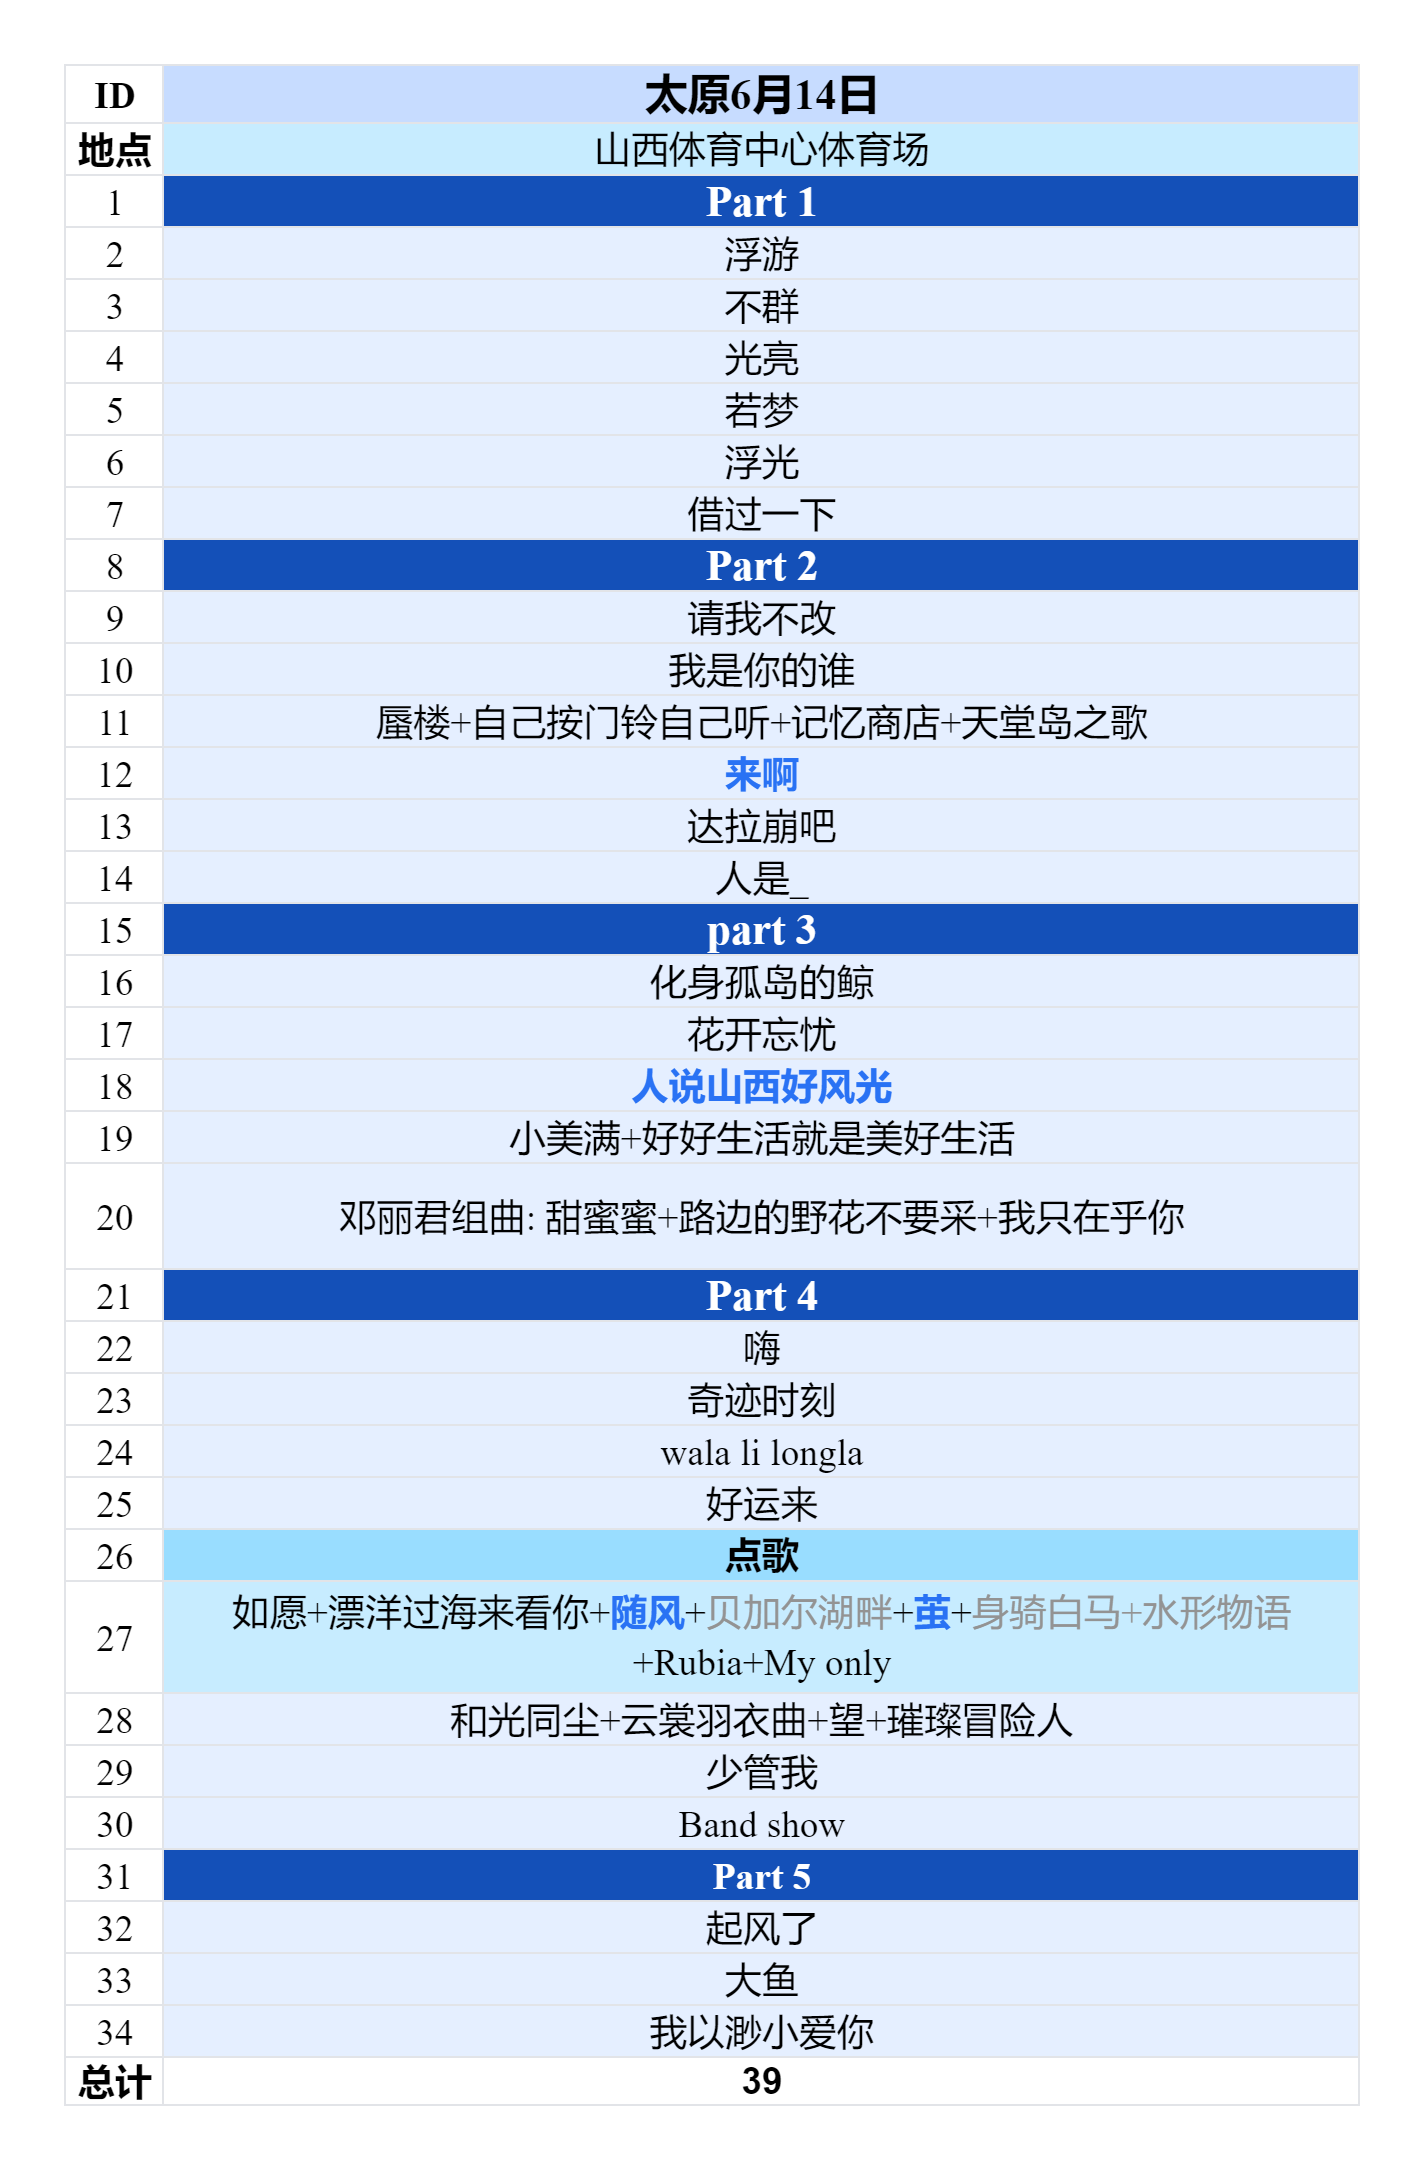 ID 太原6月14日
地点 山西体育中心体育场
1 Part 1
2 浮游
3 不群
4 光亮
5 若梦
6 浮光
7 借过一下
8 Part 2
9 请我不改
10 我是你的谁
11 蜃楼+自己按门铃自己听+记忆商店+天堂岛之歌
12 来啊
13 达拉崩吧
14 人是_
15 part 3
16 化身孤岛的鲸
17 花开忘忧
18 人说山西好风光
19 小美满+好好生活就是美好生活
20 邓丽君组曲: 甜蜜蜜+路边的野花不要采+我只在乎你
21 Part 4
22 嗨
23 奇迹时刻
24 wala li longla
25 好运来
26 点歌
27 如愿+漂洋过海来看你+随风+贝加尔湖畔+茧+身骑白马+水形物语
+Rubia+My only
28 和光同尘+云裳羽衣曲+望+璀璨冒险人
29 少管我
30 Band show
31 Part 5
32 起风了
33 大鱼
34 我以渺小爱你
总计 39